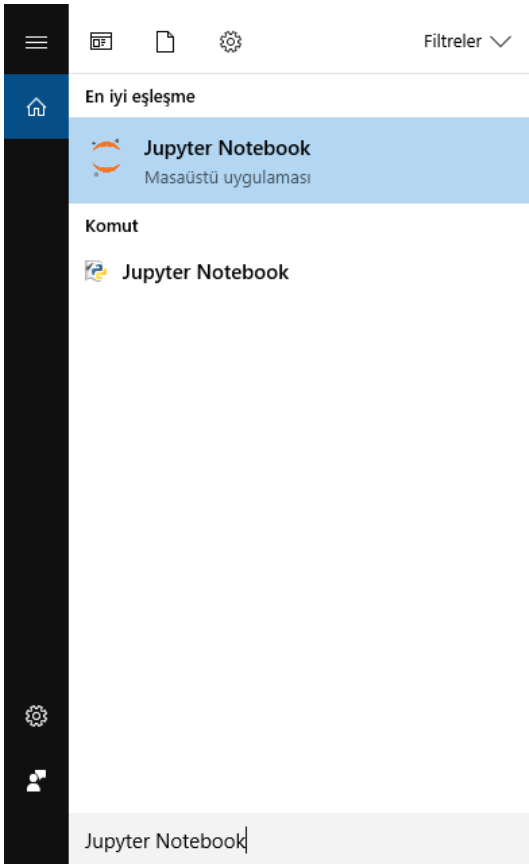 Filtreler
En iyi eşleşme
Jupyter Notebook
Masaüstü uygulaması
Komut
Jupyter Notebook
Jupyter Notebook